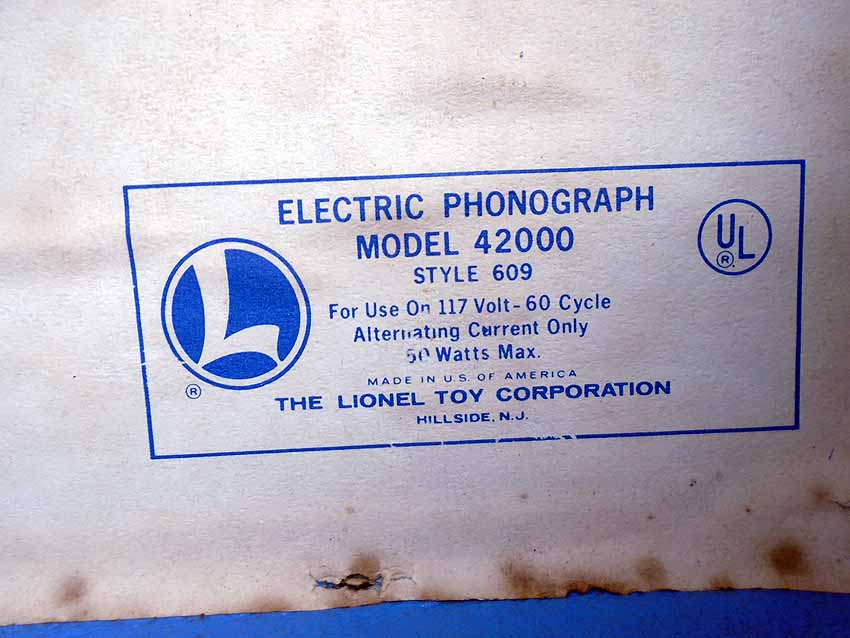 ELECTRIC PHONOGRAPH
MODEL 42000
STYLE 609
For Use On 117 Volt-60 Cycle
Alternating Current Only
50 Watts Max.
MADE IN U.S. OF AMERICA
THE LIONEL TOY CORPORATION
HILLSIDE, N.J.
L
®
UL
®